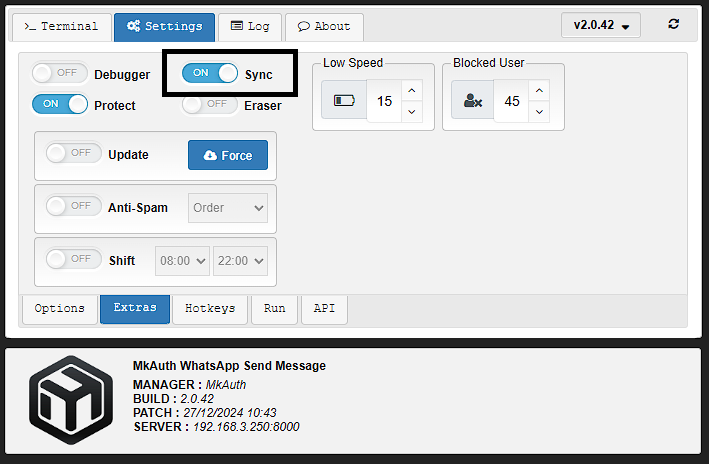 >_ Terminal Settings Log About v2.0.42
OFF Debugger ON Sync
ON Protect OFF Eraser
Low Speed
15
Blocked User
45
OFF Update Force
OFF Anti-Spam Order
OFF Shift 08:00 22:00
Options Extras Hotkeys Run API
MkAuth WhatsApp Send Message
MANAGER : MkAuth
BUILD : 2.0.42
PATCH : 27/12/2024 10:43
SERVER : 192.168.3.250:8000